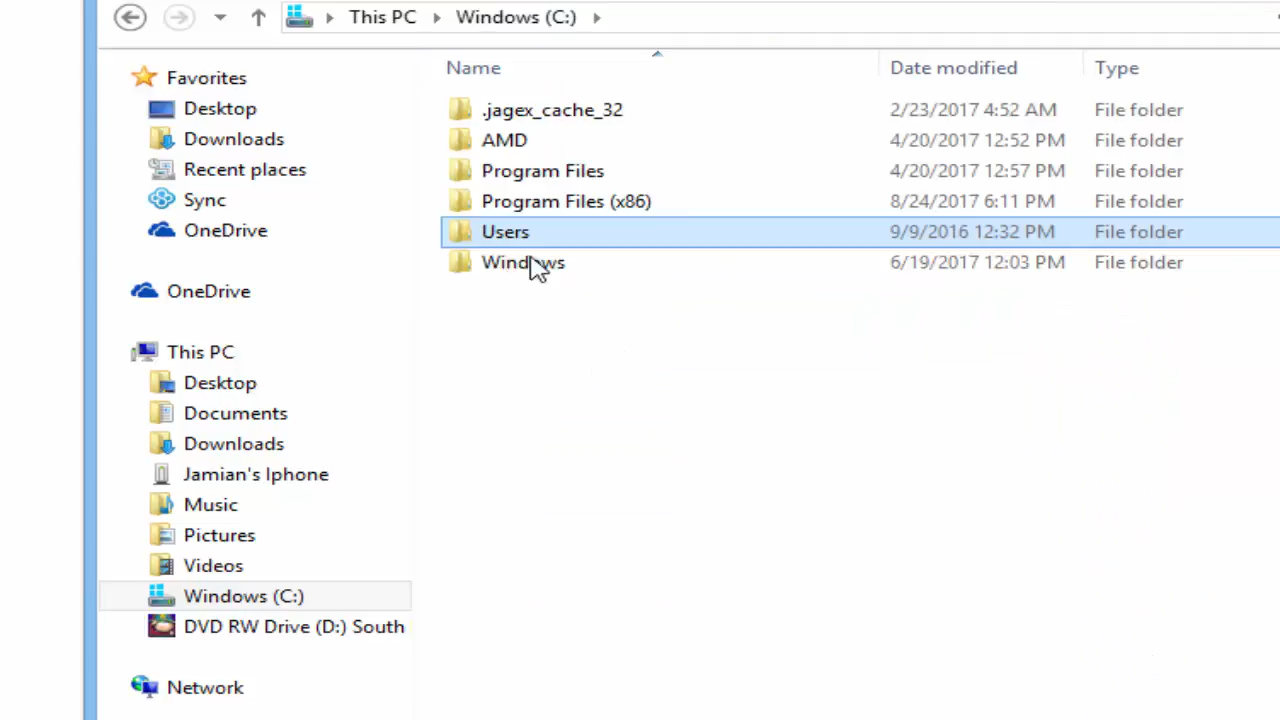 This PC Windows (C:)
Name Date modified Type
.jagex_cache_32 2/23/2017 4:52 AM File folder
AMD 4/20/2017 12:52 PM File folder
Program Files 4/20/2017 12:57 PM File folder
Program Files (x86) 8/24/2017 6:11 PM File folder
Users 9/9/2016 12:32 PM File folder
Windows 6/19/2017 12:03 PM File folder
Favorites
Desktop
Downloads
Recent places
Sync
OneDrive
OneDrive
This PC
Desktop
Documents
Downloads
Jamian's Iphone
Music
Pictures
Videos
Windows (C:)
DVD RW Drive (D:) South
Network